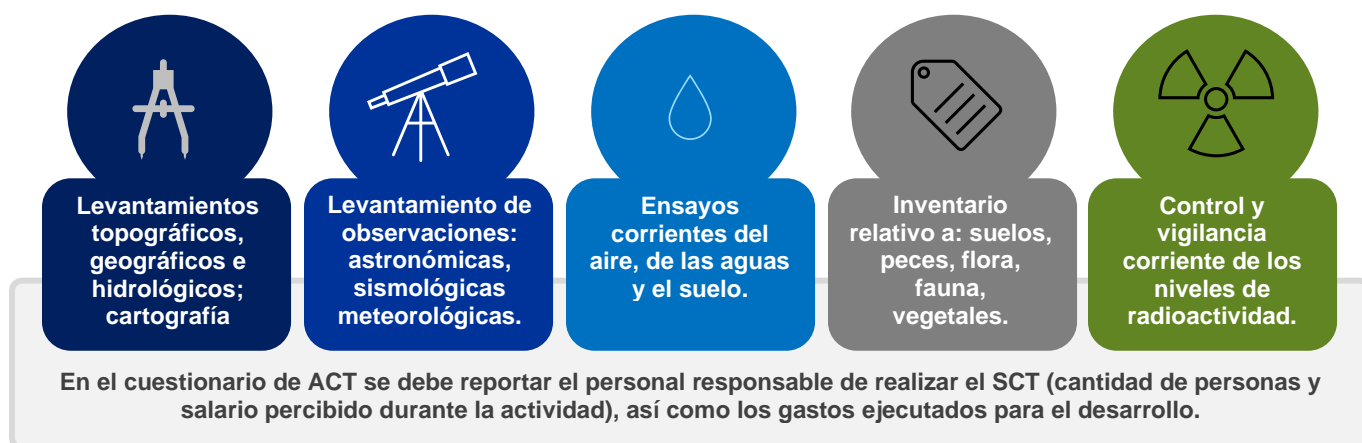 Levantamientos
topográficos,
geográficos e
hidrológicos;
cartografía
Levantamiento de
observaciones:
astronómicas,
sismológicas
meteorológicas.
Ensayos
corrientes del
aire, de las aguas
y el suelo.
Inventario
relativo a: suelos,
peces, flora,
fauna,
vegetales.
Control y
vigilancia
corriente de los
niveles de
radioactividad.
En el cuestionario de ACT se debe reportar el personal responsable de realizar el SCT (cantidad de personas y
salario percibido durante la actividad), así como los gastos ejecutados para el desarrollo.